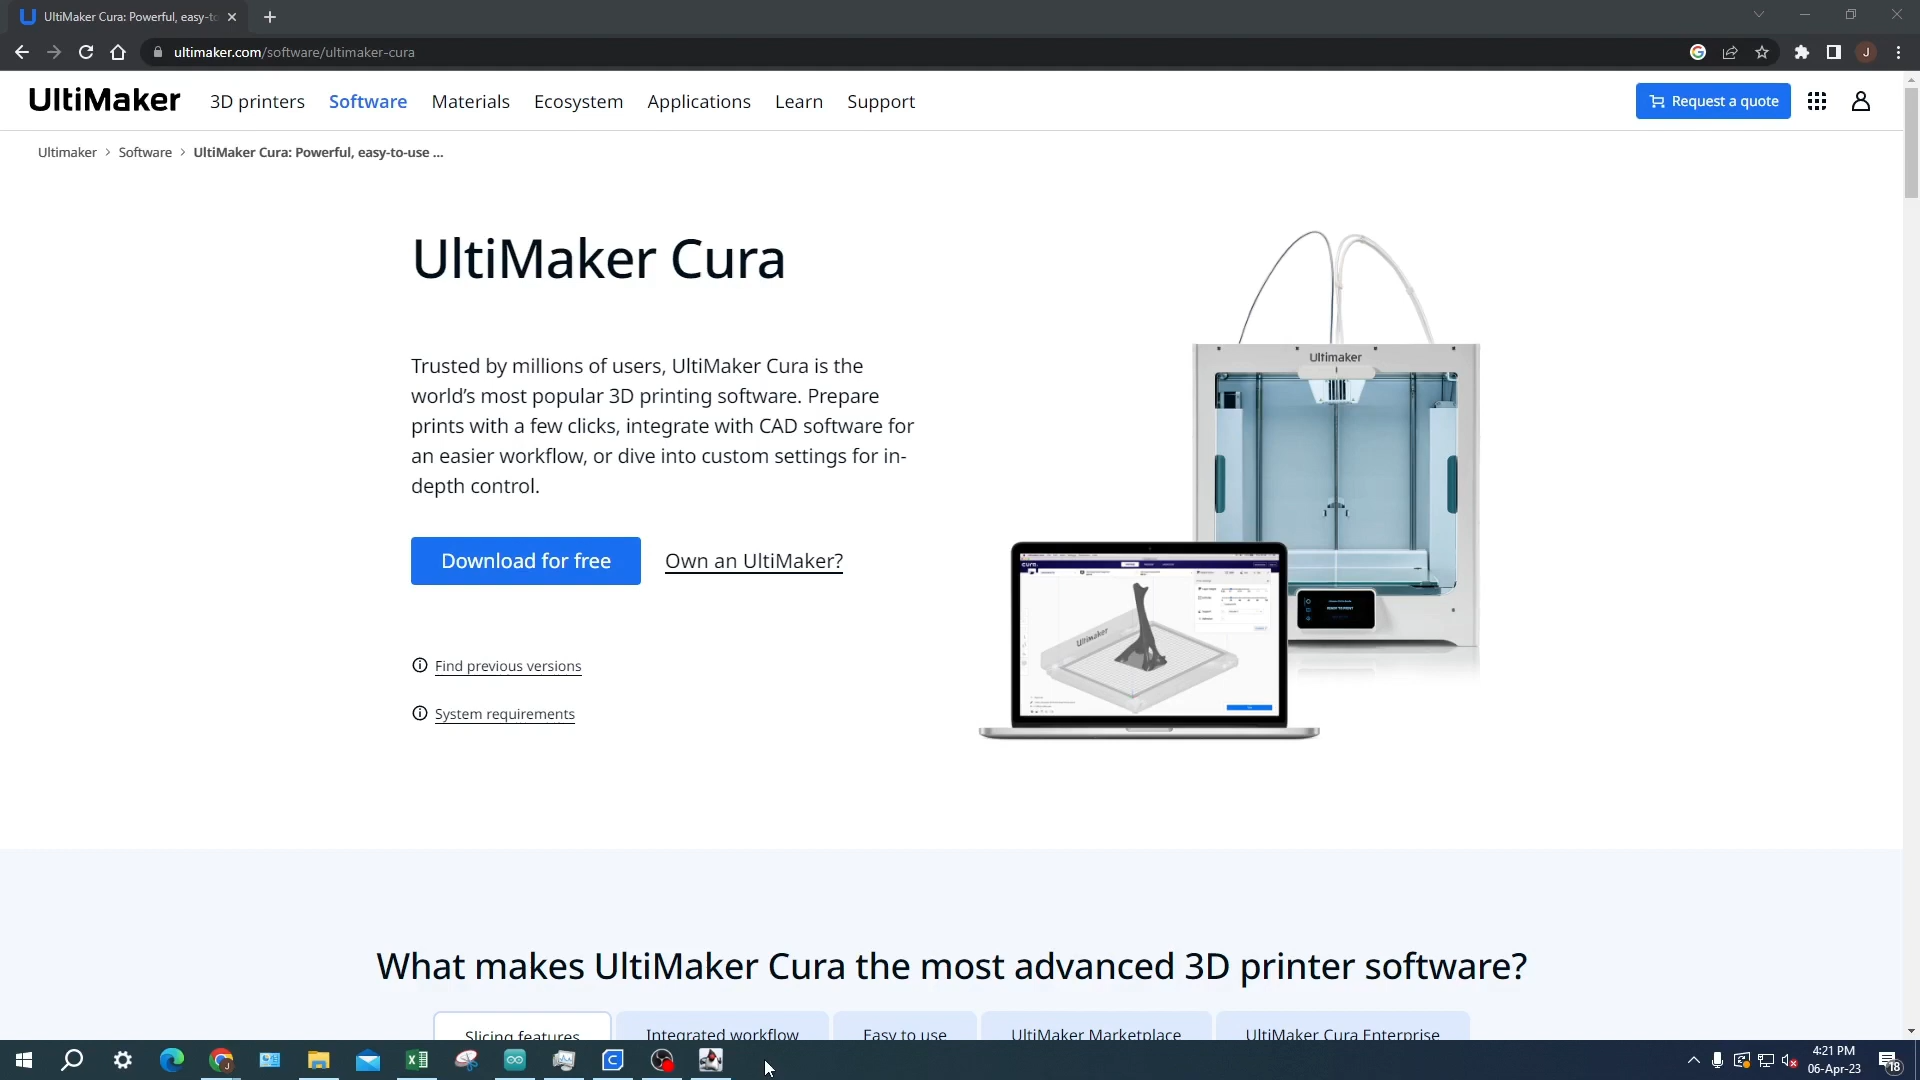 UltiMaker Cura: Powerful, easy-to
ultimaker.com/software/ultimaker-cura
J
UltiMaker
3D printers
Software
Materials
Ecosystem
Applications
Learn
Support
Request a quote
Ultimaker > Software > UltiMaker Cura: Powerful, easy-to-use ...
UltiMaker Cura
Trusted by millions of users, UltiMaker Cura is the
world's most popular 3D printing software. Prepare
prints with a few clicks, integrate with CAD software for
an easier workflow, or dive into custom settings for in-
depth control.
Download for free
Own an UltiMaker?
Find previous versions
System requirements
Ultimaker
cura
Ultimaker
What makes UltiMaker Cura the most advanced 3D printer software?
Slicing features
Integrated workflow
Easy to use
UltiMaker Marketplace
UltiMaker Cura Enterprise
4:21 PM
06-Apr-23
18